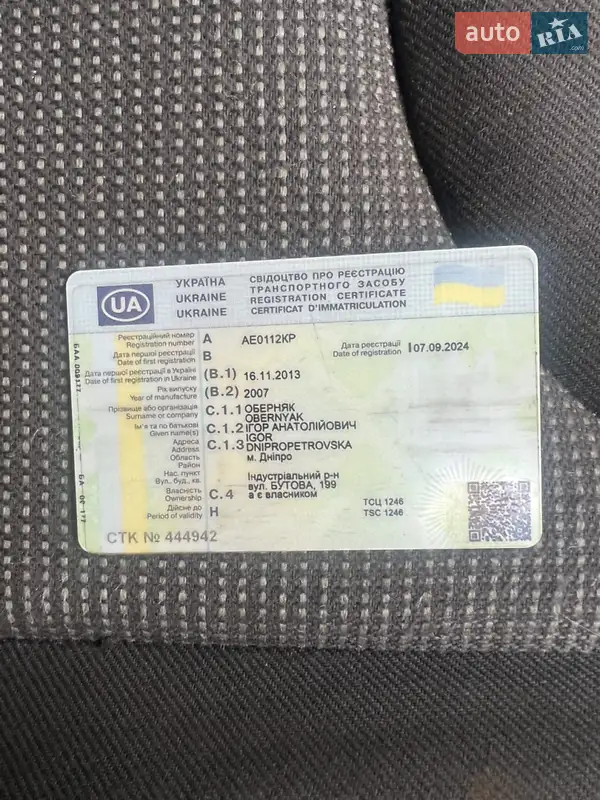 auto RIA.com
УКРАЇНА СВІДОЦТВО ПРО РЕЄСТРАЦІЮ
ТРАНСПОРТНОГО ЗАСОБУ
UA UKRAINE REGISTRATION CERTIFICATE
UKRAINE CERTIFICAT D'IMMATRICULATION
Реєстраційний номер A AE0112KP Дата реєстрації I 07.09.2024
Registration number Date of registration
Дата першої реєстрації B
Date of first registration
Дата першої реєстрації в Україні (B.1) 16.11.2013
Date of first registration in Ukraine
Рік випуску (B.2) 2007
Year of manufacture
Прізвище або організація C.1.1 ОБЕРНЯК
Surname or company OBERNYAK
Ім'я та по батькові C.1.2 ІГОР АНАТОЛІЙОВИЧ
Given name(s) IGOR
Адреса C.1.3 DNIPROPETROVSKA
Address м. Дніпро
Область
Район Індустріальний р-н
Нас. пункт
Вул., буд., кв. вул. БУТОВА, 199
Власність C.4 а є власником
Ownership
Дійсне до H ТСЦ 1246
Period of validity TSC 1246
СТК № 444942